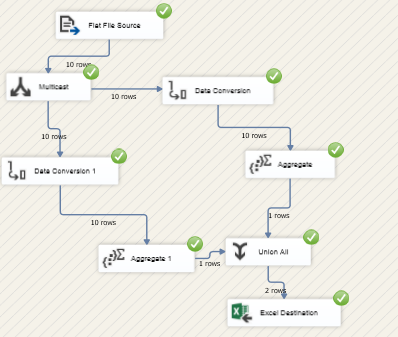 Flat File Source
10 rows
Multicast
10 rows
Data Conversion
10 rows
10 rows
Data Conversion 1
Aggregate
1 rows
10 rows
Aggregate 1
1 rows
Union All
2 rows
Excel Destination